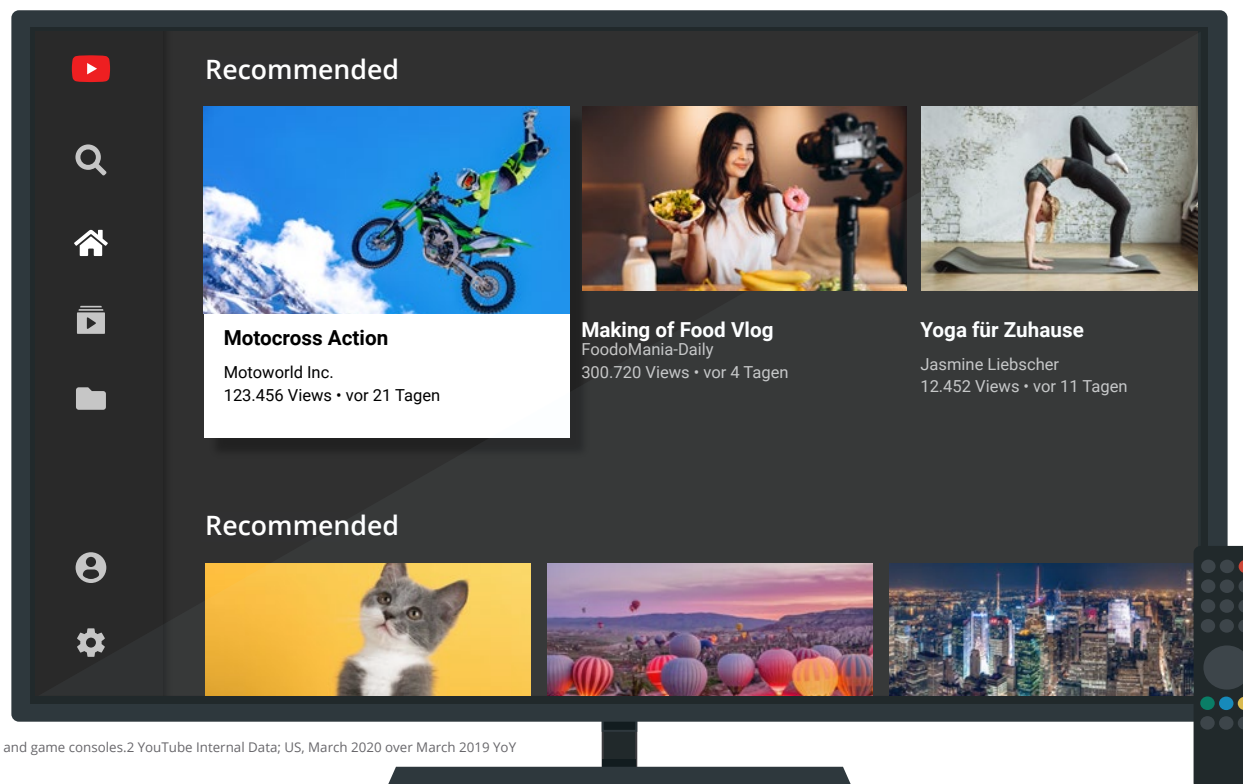 Recommended
Motocross Action
Motoworld Inc.
123.456 Views • vor 21 Tagen
Making of Food Vlog
FoodoMania-Daily
300.720 Views • vor 4 Tagen
Yoga für Zuhause
Jasmine Liebscher
12.452 Views • vor 11 Tagen
Recommended
and game consoles.2 YouTube Internal Data; US, March 2020 over March 2019 YoY